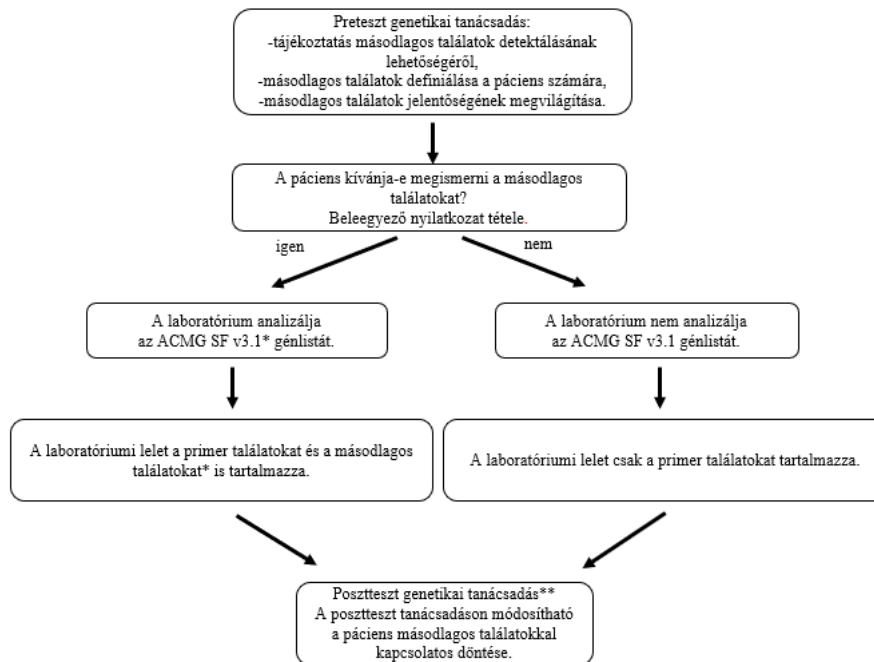 Preteszt genetikai tanácsadás:
-tájékoztatás másodlagos találatok detektálásának
lehetőségéről,
-másodlagos találatok definiálása a páciens számára,
-másodlagos találatok jelentőségének megvilágítása.
A páciens kívánja-e megismerni a másodlagos
találatokat?
Beleegyező nyilatkozat tétele.
igen
nem
A laboratórium analizálja
az ACMG SF v3.1* génlistát.
A laboratórium nem analizálja
az ACMG SF v3.1 génlistát.
A laboratóriumi lelet a primer találatokat és a másodlagos
találatokat* is tartalmazza.
A laboratóriumi lelet csak a primer találatokat tartalmazza.
Posztteszt genetikai tanácsadás**
A posztteszt tanácsadáson módosítható
a páciens másodlagos találatokkal
kapcsolatos döntése.